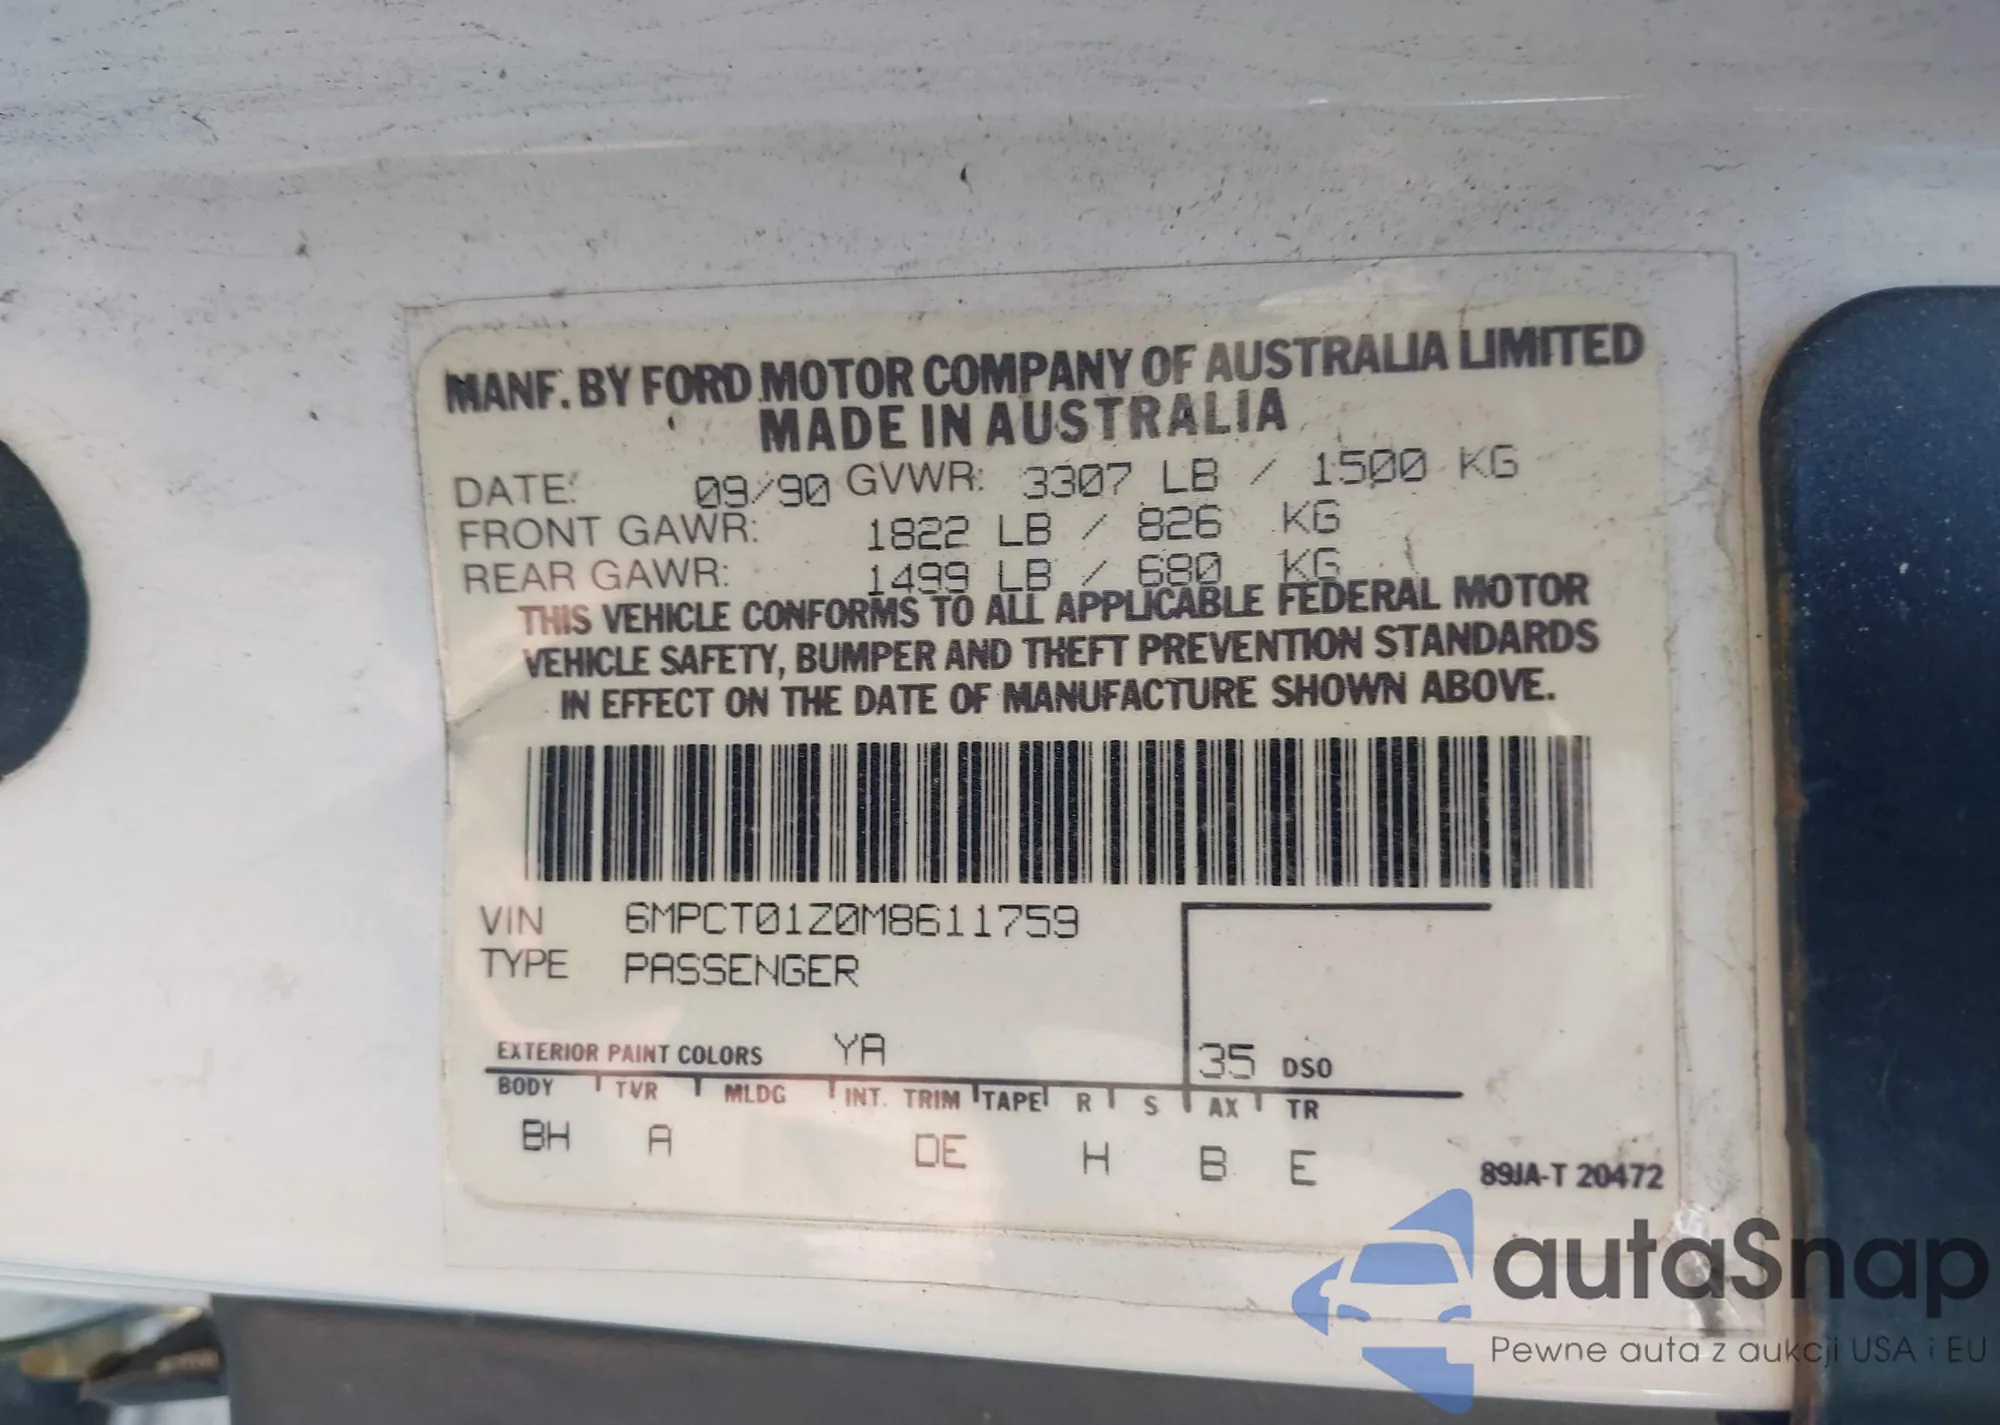 MANF. BY FORD MOTOR COMPANY OF AUSTRALIA LIMITED
MADE IN AUSTRALIA
DATE: 09/90 GVWR: 3307 LB / 1500 KG
FRONT GAWR: 1822 LB / 826 KG
REAR GAWR: 1499 LB / 680 KG
THIS VEHICLE CONFORMS TO ALL APPLICABLE FEDERAL MOTOR
VEHICLE SAFETY, BUMPER AND THEFT PREVENTION STANDARDS
IN EFFECT ON THE DATE OF MANUFACTURE SHOWN ABOVE.
VIN 6MPCT01Z0M8611759
TYPE PASSENGER
EXTERIOR PAINT COLORS YA 35 DSO
BODY TVR MLDG INT. TRIM TAPE R S AX TR
BH A DE H B E
89JA-T 20472
autaSnap
Pewne auta z aukcji USA i EU